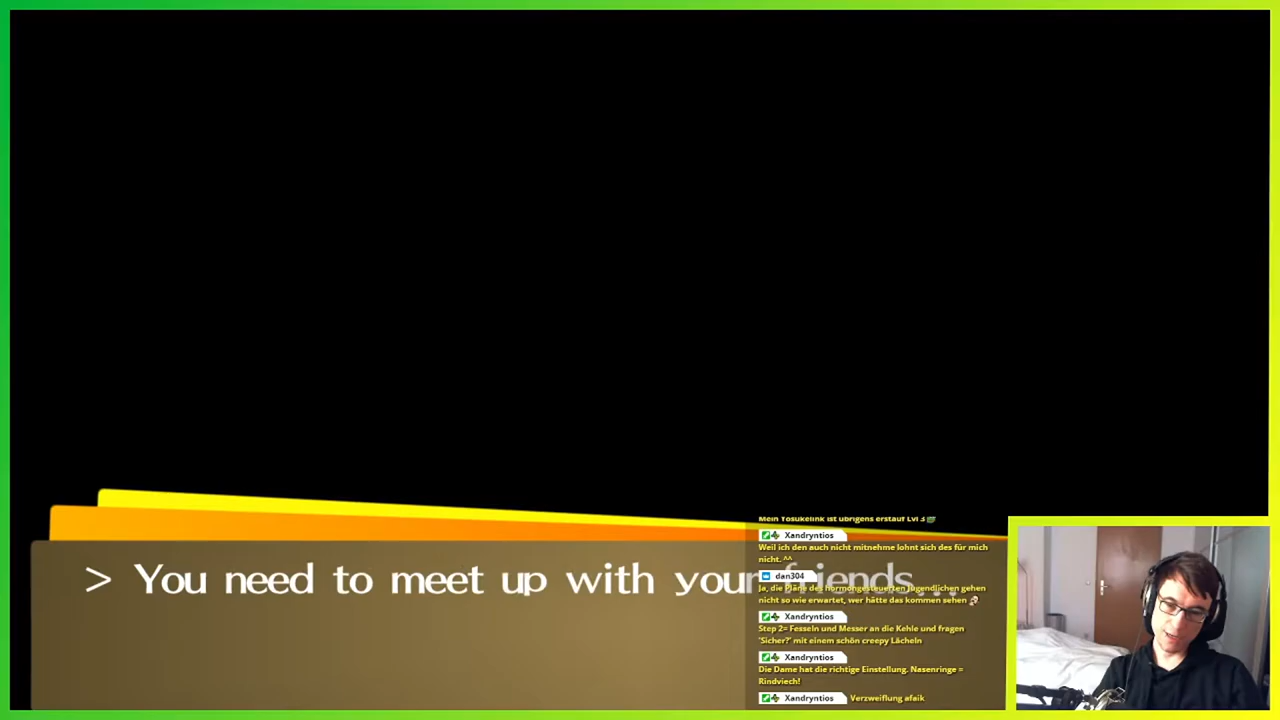 > You need to meet up with your friends...
Mein Yosukelink ist übrigens erst auf Lvl 3
Xandryntios
Weil ich den auch nicht mitnehme lohnt sich des für mich
nicht. ^^
dan304
Ja, die Pläne des hormongesteuerten Jugendlichen gehen
nicht so wie erwartet, wer hätte das kommen sehen
Xandryntios
Step 2= Fesseln und Messer an die Kehle und fragen
'Sicher?' mit einem schön creepy Lächeln
Xandryntios
Die Dame hat die richtige Einstellung. Nasenringe =
Rindviech!
Xandryntios Verzweiflung afaik